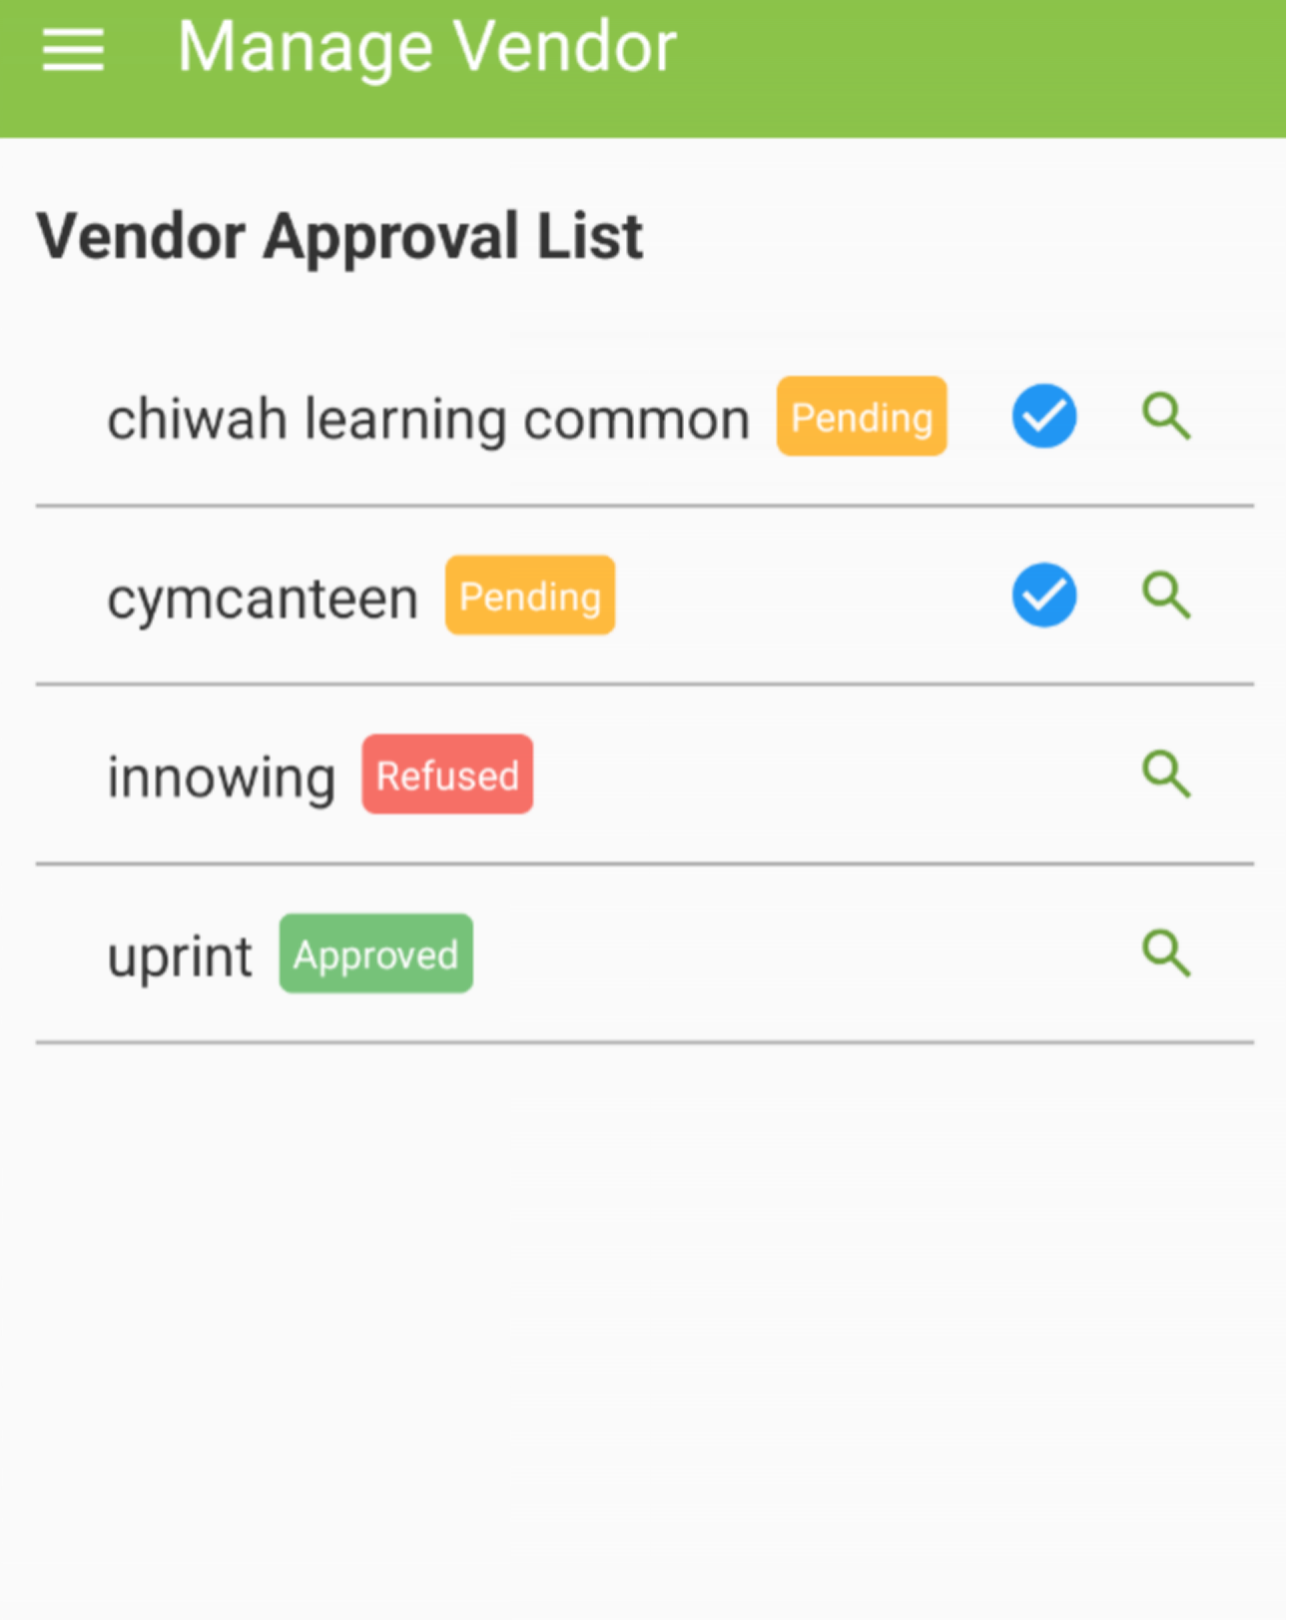 Manage Vendor
Vendor Approval List
chiwah learning common Pending
cymcanteen Pending
innowing Refused
uprint Approved